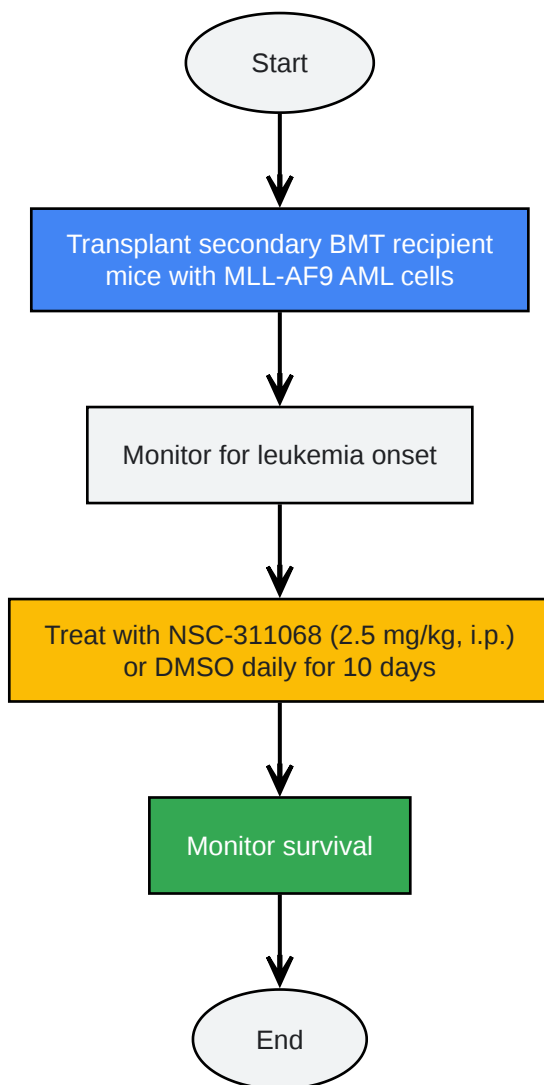 Start
Transplant secondary BMT recipient
mice with MLL-AF9 AML cells
Monitor for leukemia onset
Treat with NSC-311068 (2.5 mg/kg, i.p.)
or DMSO daily for 10 days
Monitor survival
End